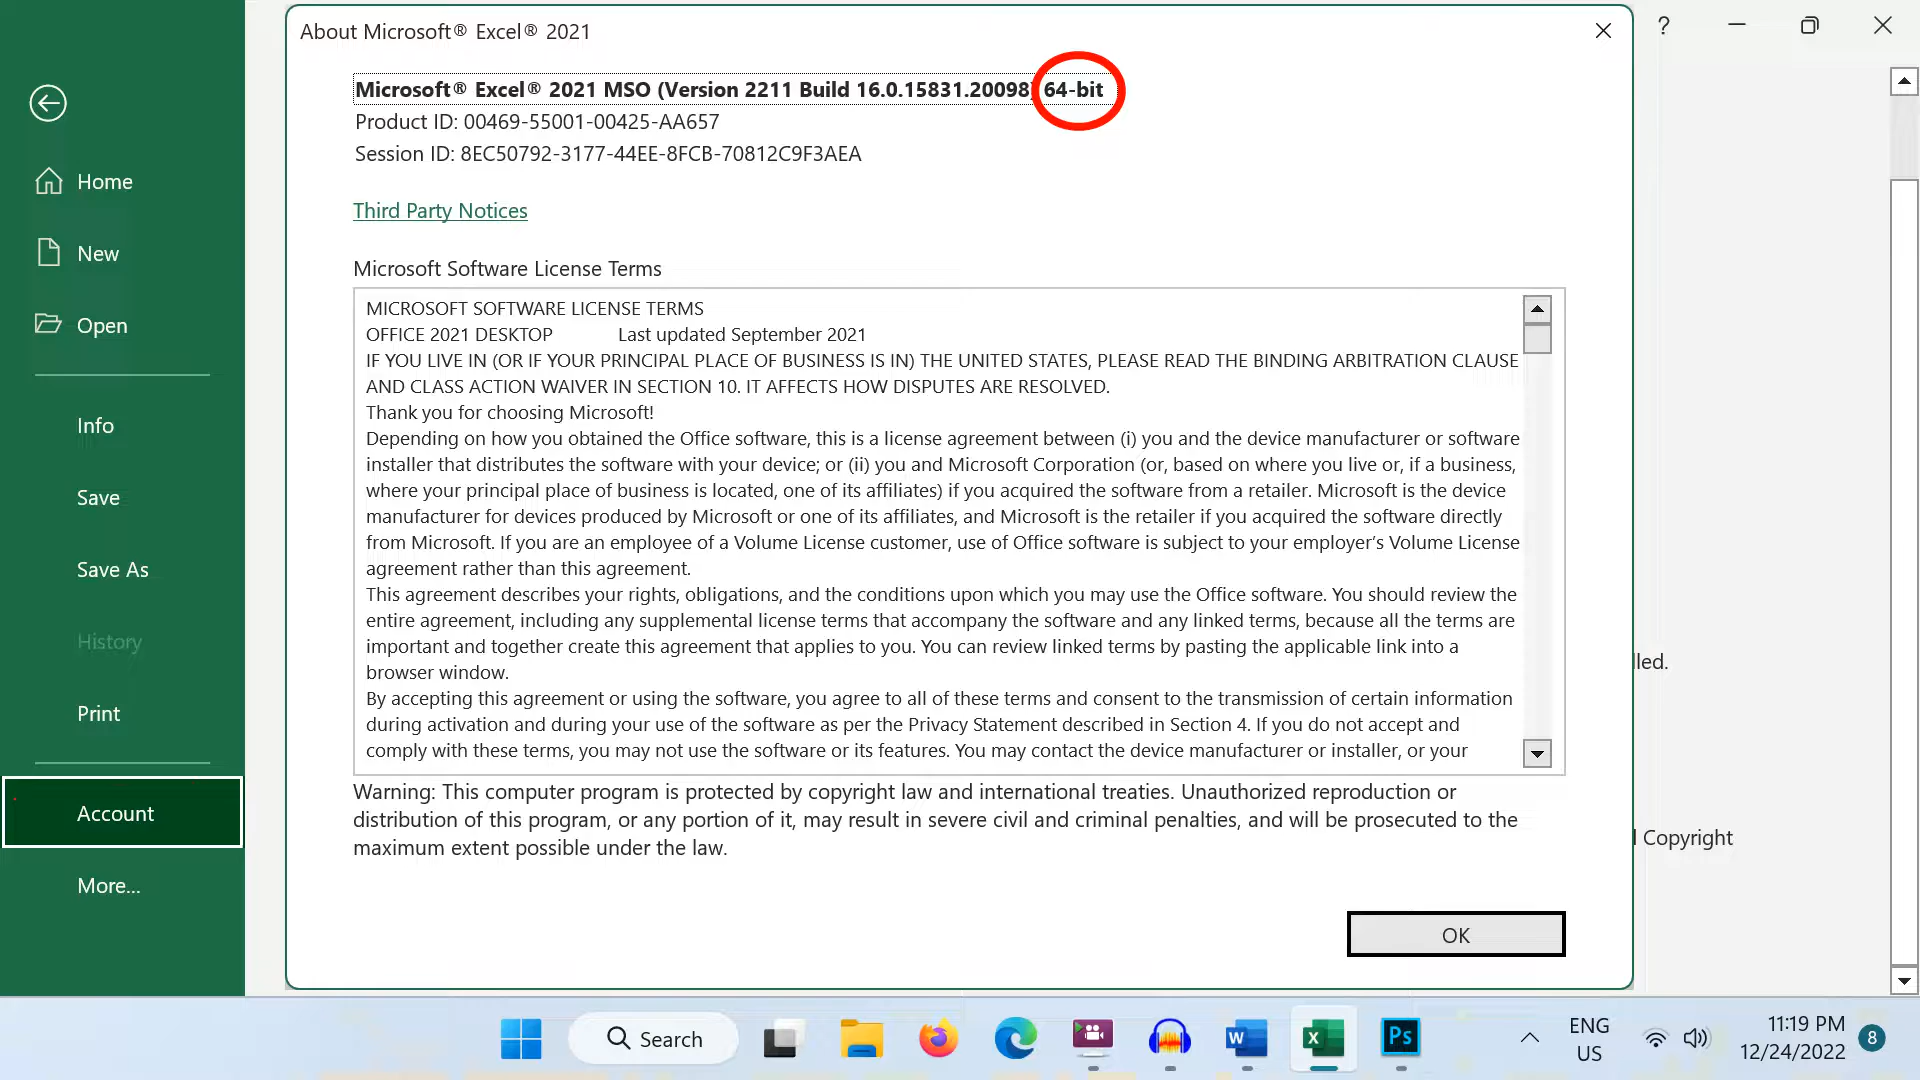 About Microsoft® Excel® 2021
?
Microsoft® Excel® 2021 MSO (Version 2211 Build 16.0.15831.20098) 64-bit
Product ID: 00469-55001-00425-AA657
Session ID: 8EC50792-3177-44EE-8FCB-70812C9F3AEA
Third Party Notices
Microsoft Software License Terms
MICROSOFT SOFTWARE LICENSE TERMS
OFFICE 2021 DESKTOP Last updated September 2021
IF YOU LIVE IN (OR IF YOUR PRINCIPAL PLACE OF BUSINESS IS IN) THE UNITED STATES, PLEASE READ THE BINDING ARBITRATION CLAUSE
AND CLASS ACTION WAIVER IN SECTION 10. IT AFFECTS HOW DISPUTES ARE RESOLVED.
Thank you for choosing Microsoft!
Depending on how you obtained the Office software, this is a license agreement between (i) you and the device manufacturer or software
installer that distributes the software with your device; or (ii) you and Microsoft Corporation (or, based on where you live or, if a business,
where your principal place of business is located, one of its affiliates) if you acquired the software from a retailer. Microsoft is the device
manufacturer for devices produced by Microsoft or one of its affiliates, and Microsoft is the retailer if you acquired the software directly
from Microsoft. If you are an employee of a Volume License customer, use of Office software is subject to your employer’s Volume License
agreement rather than this agreement.
This agreement describes your rights, obligations, and the conditions upon which you may use the Office software. You should review the
entire agreement, including any supplemental license terms that accompany the software and any linked terms, because all the terms are
important and together create this agreement that applies to you. You can review linked terms by pasting the applicable link into a
browser window.
By accepting this agreement or using the software, you agree to all of these terms and consent to the transmission of certain information
during activation and during your use of the software as per the Privacy Statement described in Section 4. If you do not accept and
comply with these terms, you may not use the software or its features. You may contact the device manufacturer or installer, or your
Warning: This computer program is protected by copyright law and international treaties. Unauthorized reproduction or
distribution of this program, or any portion of it, may result in severe civil and criminal penalties, and will be prosecuted to the
maximum extent possible under the law.
OK
Home
New
Open
Info
Save
Save As
History
Print
Account
More...
lled.
Copyright
Search
W
X
Ps
ENG
US
11:19 PM
12/24/2022
8